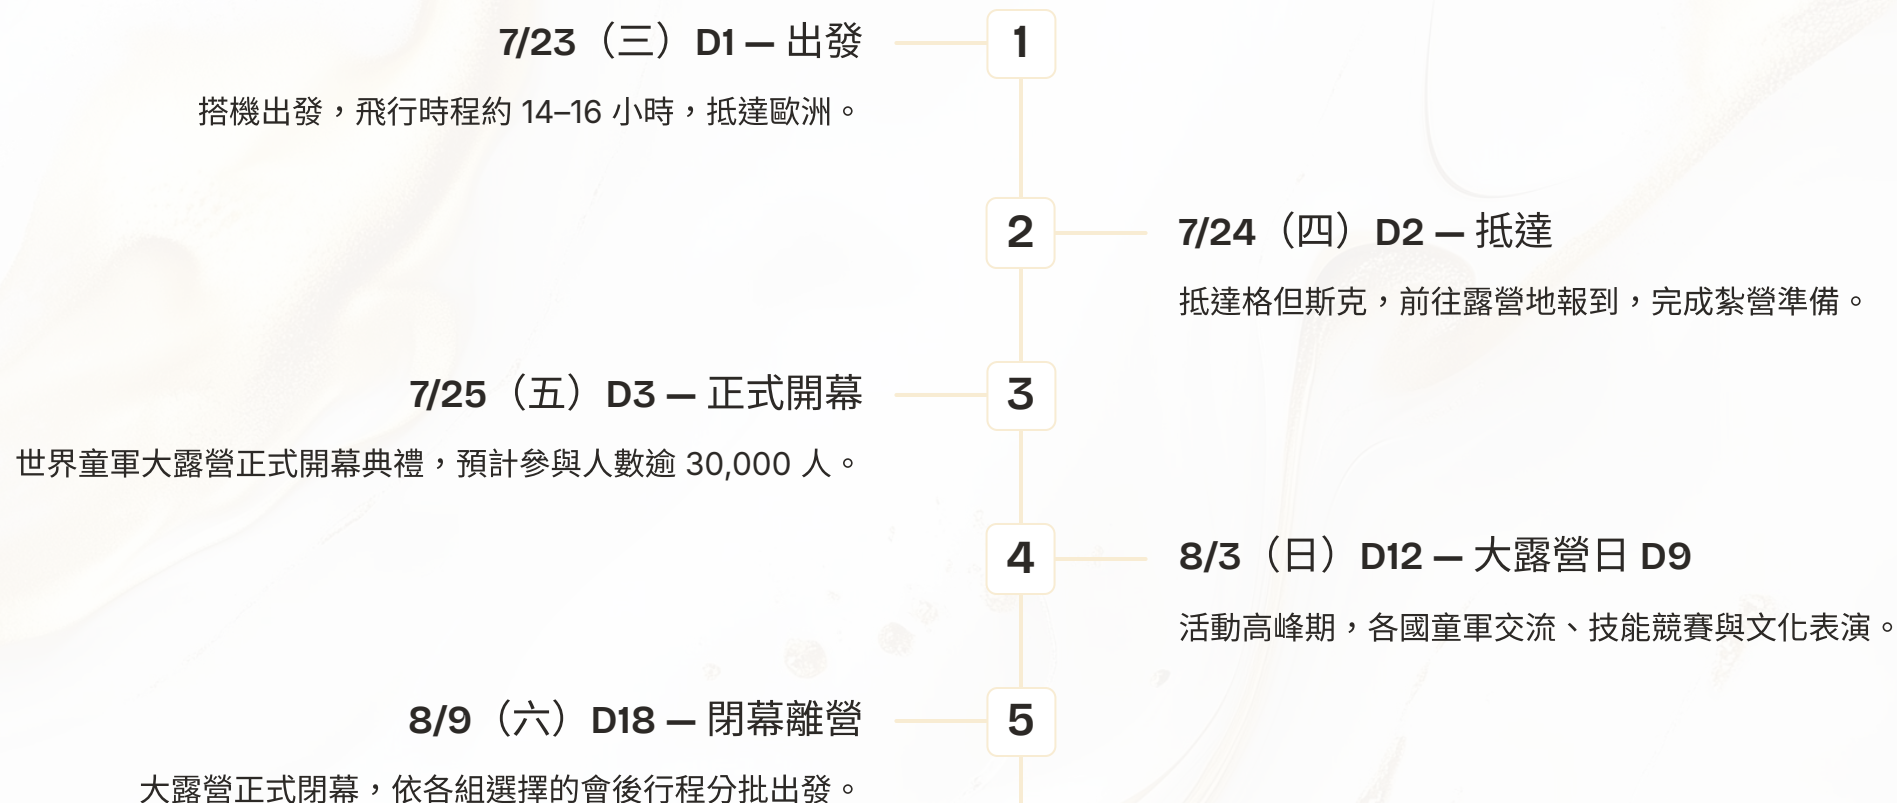 7/23（三）D1 — 出發
1
搭機出發，飛行時程約 14–16 小時，抵達歐洲。
2
7/24（四）D2 — 抵達
抵達格但斯克，前往露營地報到，完成紮營準備。
7/25（五）D3 — 正式開幕
3
世界童軍大露營正式開幕典禮，預計參與人數逾 30,000 人。
4
8/3（日）D12 — 大露營日 D9
活動高峰期，各國童軍交流、技能競賽與文化表演。
8/9（六）D18 — 閉幕離營
5
大露營正式閉幕，依各組選擇的會後行程分批出發。